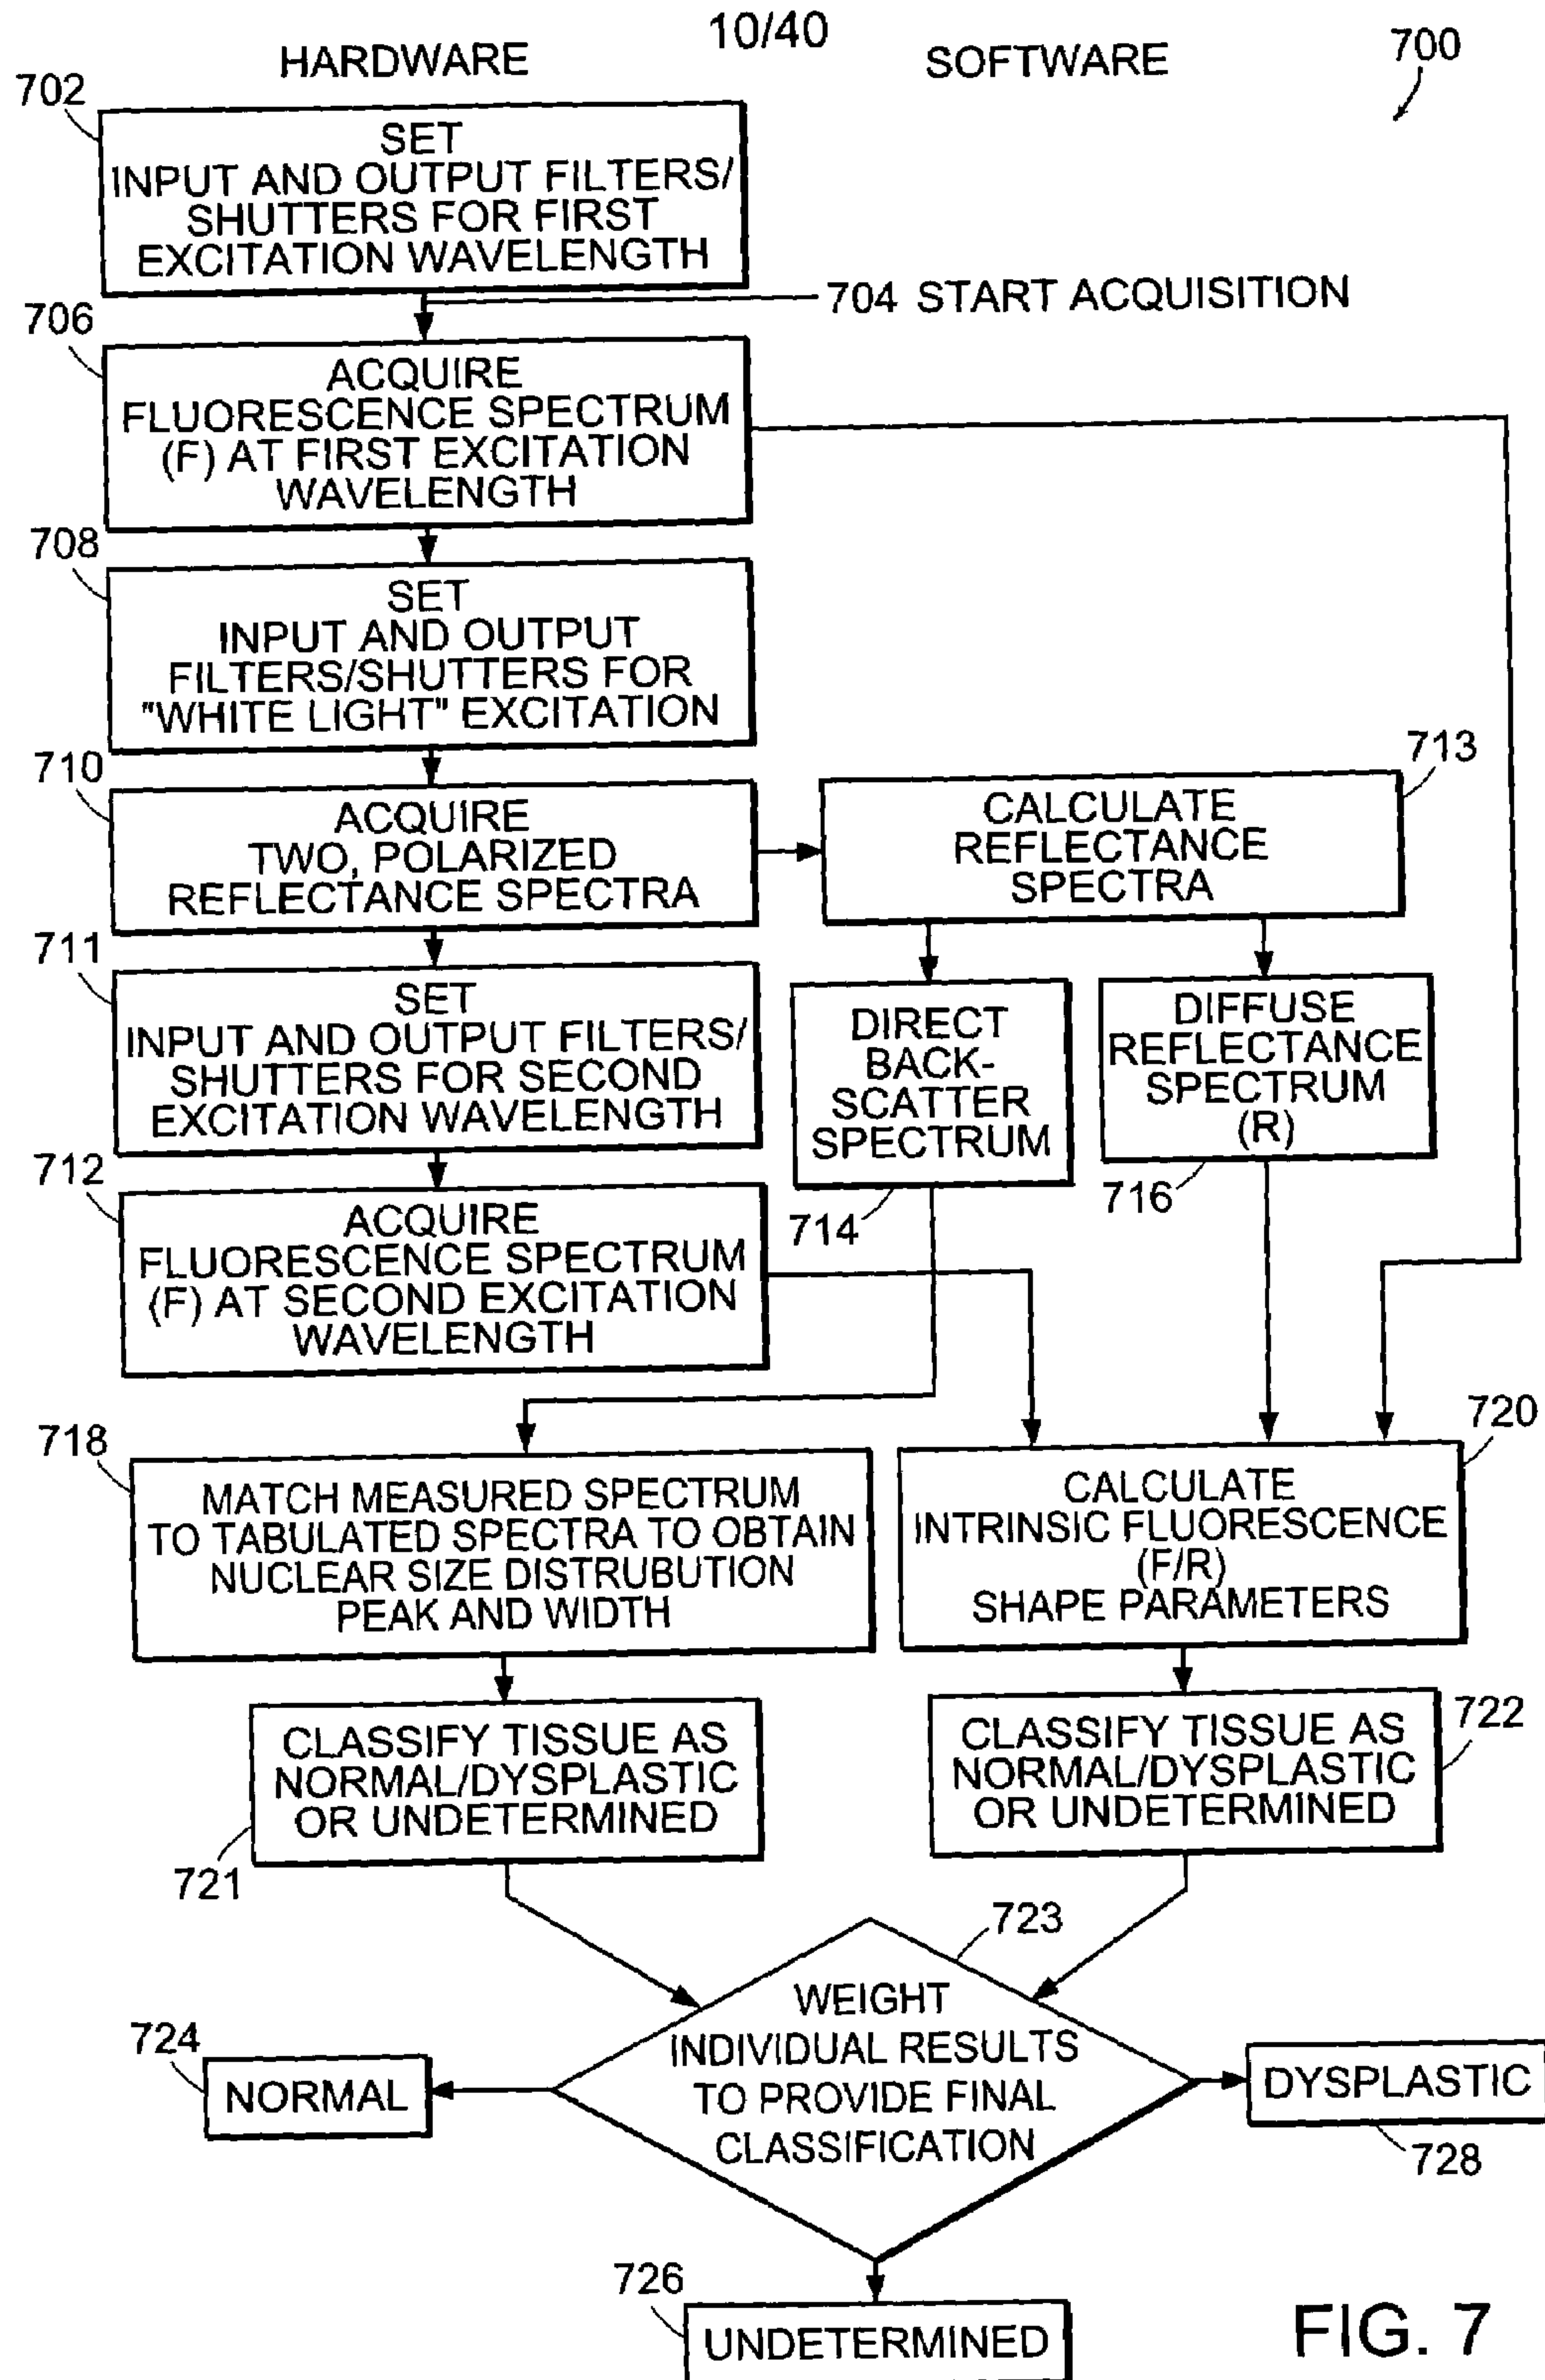 10/40
HARDWARE
SOFTWARE
700
702
SET
INPUT AND OUTPUT FILTERS/
SHUTTERS FOR FIRST
EXCITATION WAVELENGTH
704 START ACQUISITION
706
ACQUIRE
FLUORESCENCE SPECTRUM
(F) AT FIRST EXCITATION
WAVELENGTH
708
SET
INPUT AND OUTPUT
FILTERS/SHUTTERS FOR
"WHITE LIGHT" EXCITATION
710
ACQUIRE
TWO, POLARIZED
REFLECTANCE SPECTRA
713
CALCULATE
REFLECTANCE
SPECTRA
711
SET
INPUT AND OUTPUT FILTERS/
SHUTTERS FOR SECOND
EXCITATION WAVELENGTH
DIRECT
BACK-
SCATTER
SPECTRUM
714
DIFFUSE
REFLECTANCE
SPECTRUM
(R)
716
712
ACQUIRE
FLUORESCENCE SPECTRUM
(F) AT SECOND EXCITATION
WAVELENGTH
718
MATCH MEASURED SPECTRUM
TO TABULATED SPECTRA TO OBTAIN
NUCLEAR SIZE DISTRUBUTION
PEAK AND WIDTH
720
CALCULATE
INTRINSIC FLUORESCENCE
(F/R)
SHAPE PARAMETERS
CLASSIFY TISSUE AS
NORMAL/DYSPLASTIC
OR UNDETERMINED
721
CLASSIFY TISSUE AS
NORMAL/DYSPLASTIC
OR UNDETERMINED
722
723
WEIGHT
INDIVIDUAL RESULTS
TO PROVIDE FINAL
CLASSIFICATION
724
NORMAL
DYSPLASTIC
728
726
UNDETERMINED
FIG. 7